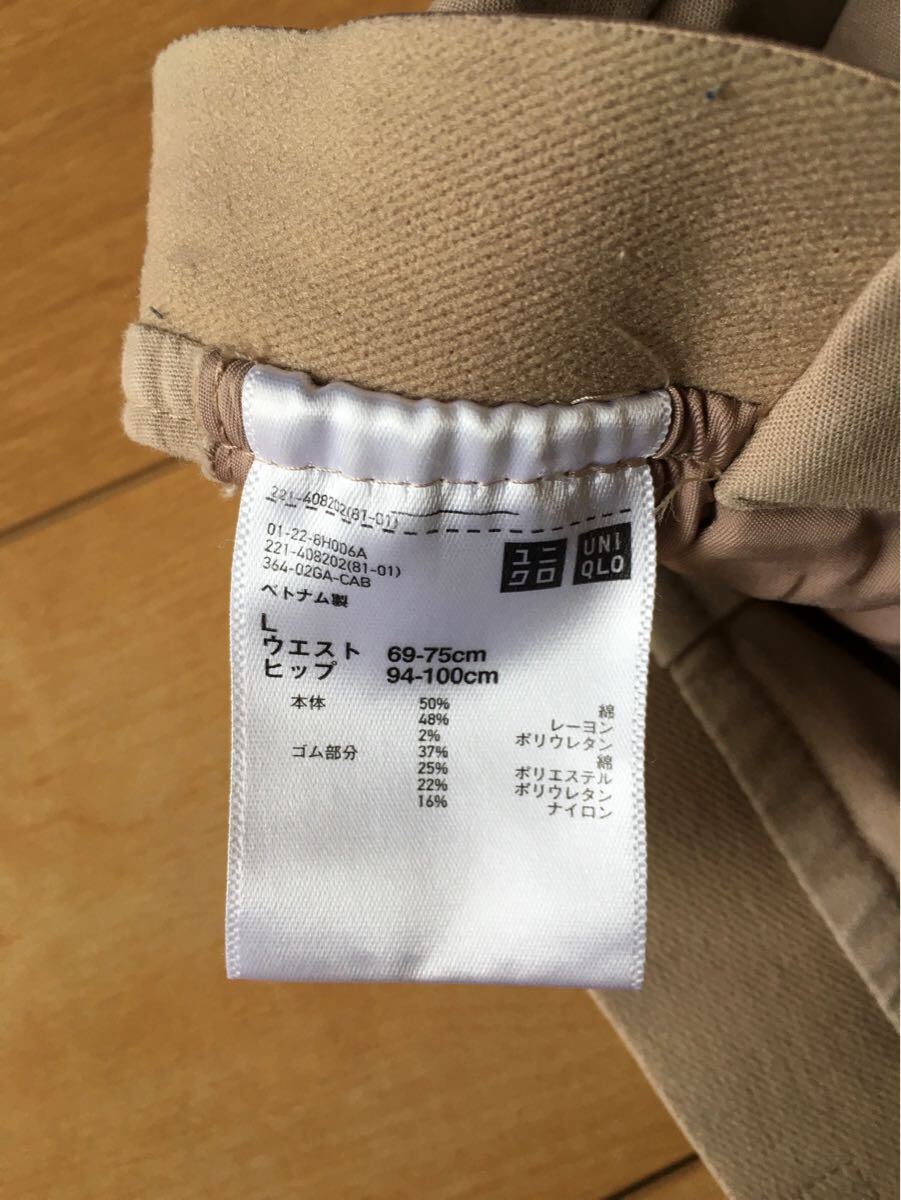 221-408202(81-01)
01-22-8H006A
221-408202(81-01)
364-02GA-CAB
ベトナム製
ユニ
クロ
UNI
QLO
L
ウエスト 69-75cm
ヒップ 94-100cm
本体 50% 綿
48% レーヨン
2% ポリウレタン
ゴム部分 37% 綿
25% ポリエステル
22% ポリウレタン
16% ナイロン